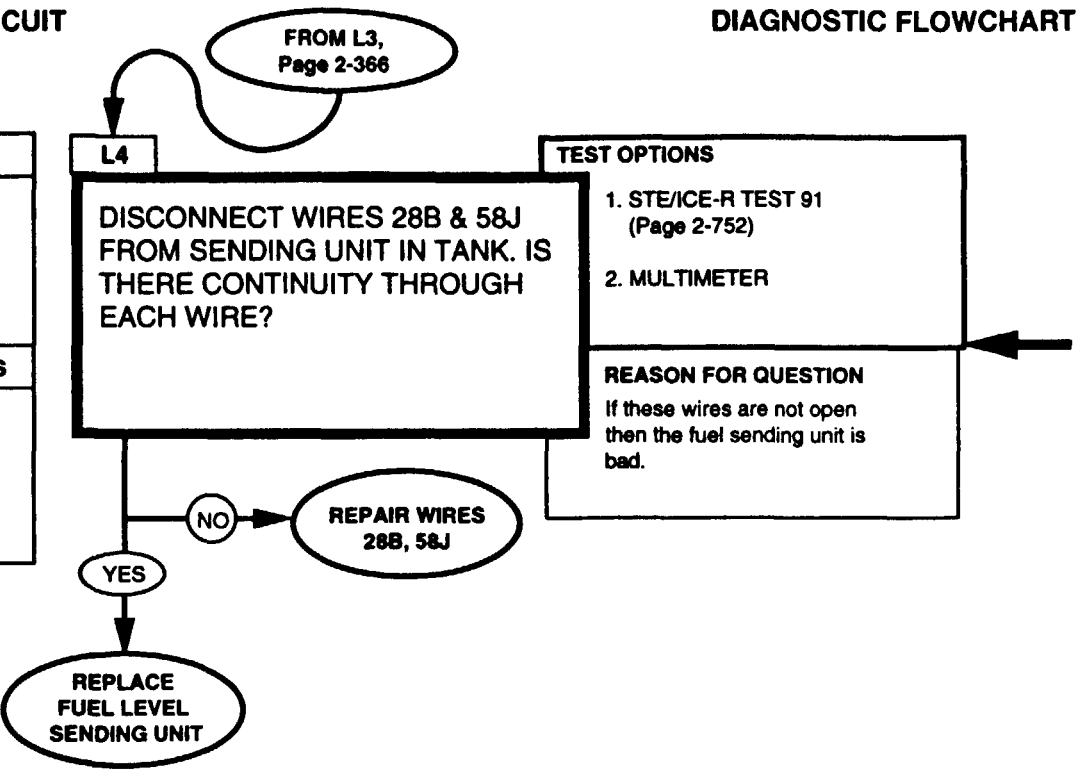 CUIT
DIAGNOSTIC FLOWCHART
FROM L3,
Page 2-366
L4
DISCONNECT WIRES 28B & 58J
FROM SENDING UNIT IN TANK. IS
THERE CONTINUITY THROUGH
EACH WIRE?
TEST OPTIONS
1. STE/ICE-R TEST 91
(Page 2-752)
2. MULTIMETER
S
REASON FOR QUESTION
If these wires are not open
then the fuel sending unit is
bad.
NO
REPAIR WIRES
28B, 58J
YES
REPLACE
FUEL LEVEL
SENDING UNIT